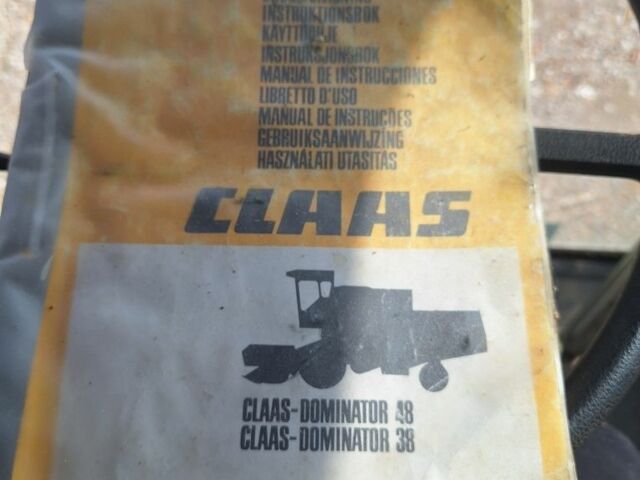 INSTRUKTIONSBOK
KÄYTTÖOHJE
INSTRUKSJONSBOK
MANUAL DE INSTRUCCIONES
LIBRETTO D'USO
MANUAL DE INSTRUÇÕES
GEBRUIKSAANWIJZING
HASZNÁLATI UTASÍTÁS
CLAAS
CLAAS-DOMINATOR 48
CLAAS-DOMINATOR 38